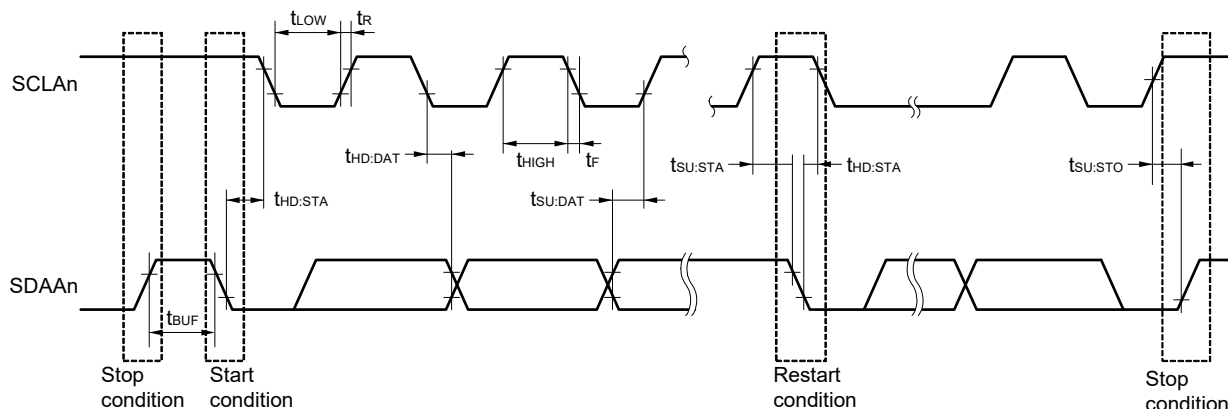 tLOW tR
SCLAn
tHD:DAT tHIGH tF tSU:STA tHD:STA tSU:STO
tHD:STA tSU:DAT
SDAAn
tBUF
Stop condition
Start condition
Restart condition
Stop condition